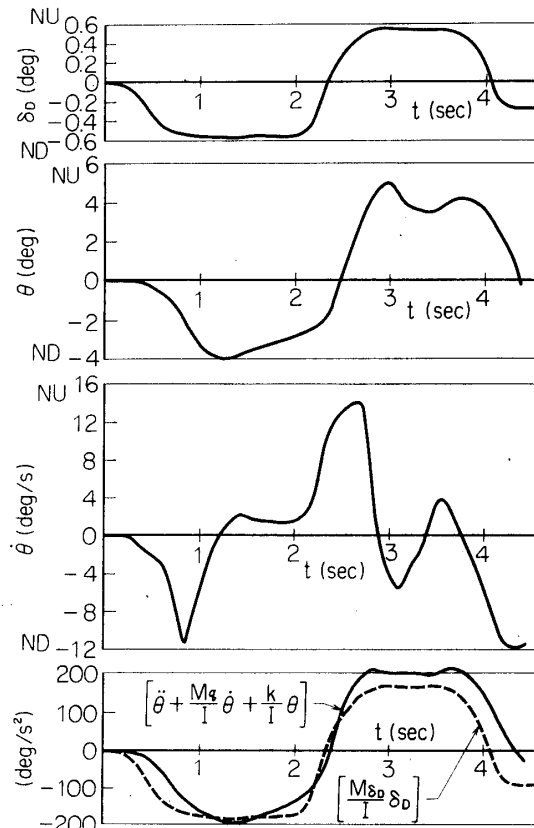 NU
0.6
0.4
0.2
0
-0.2
-0.4
ND -0.6
δD (deg)
1 2 3 4
t (sec)
NU 6
4
2
0
-2
ND -4
θ (deg)
1 2 3 4
t (sec)
NU 16
12
8
4
0
-4
-8
ND -12
θ̇ (deg/s)
1 2 3 4
t (sec)
200
100
0
-100
-200
(deg/s²)
[θ̈ + Mq/I θ̇ + k/I θ]
t (sec)
1 2 3 4
[MδD/I δD]